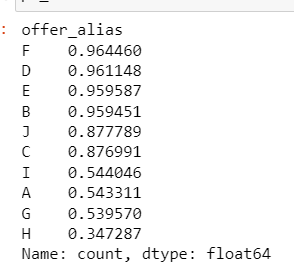 : offer_alias
F 0.964460
D 0.961148
E 0.959587
B 0.959451
J 0.877789
C 0.876991
I 0.544046
A 0.543311
G 0.539570
H 0.347287
Name: count, dtype: float64